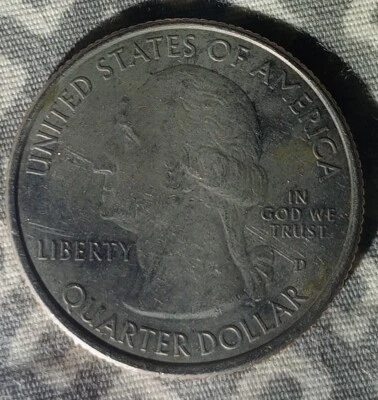 UNITED STATES OF AMERICA
LIBERTY
IN
GOD WE
TRUST
D
QUARTER DOLLAR